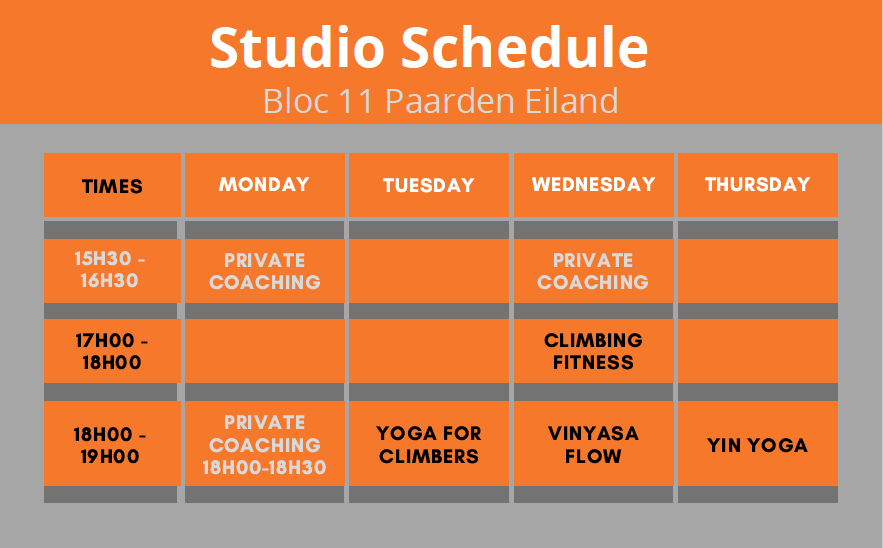 Studio Schedule
Bloc 11 Paarden Eiland
TIMES MONDAY TUESDAY WEDNESDAY THURSDAY
15H30 - PRIVATE PRIVATE
16H30 COACHING COACHING
17H00 - CLIMBING
18H00 FITNESS
PRIVATE
18H00 - COACHING YOGA FOR VINYASA YIN YOGA
19H00 18H00-18H30 CLIMBERS FLOW